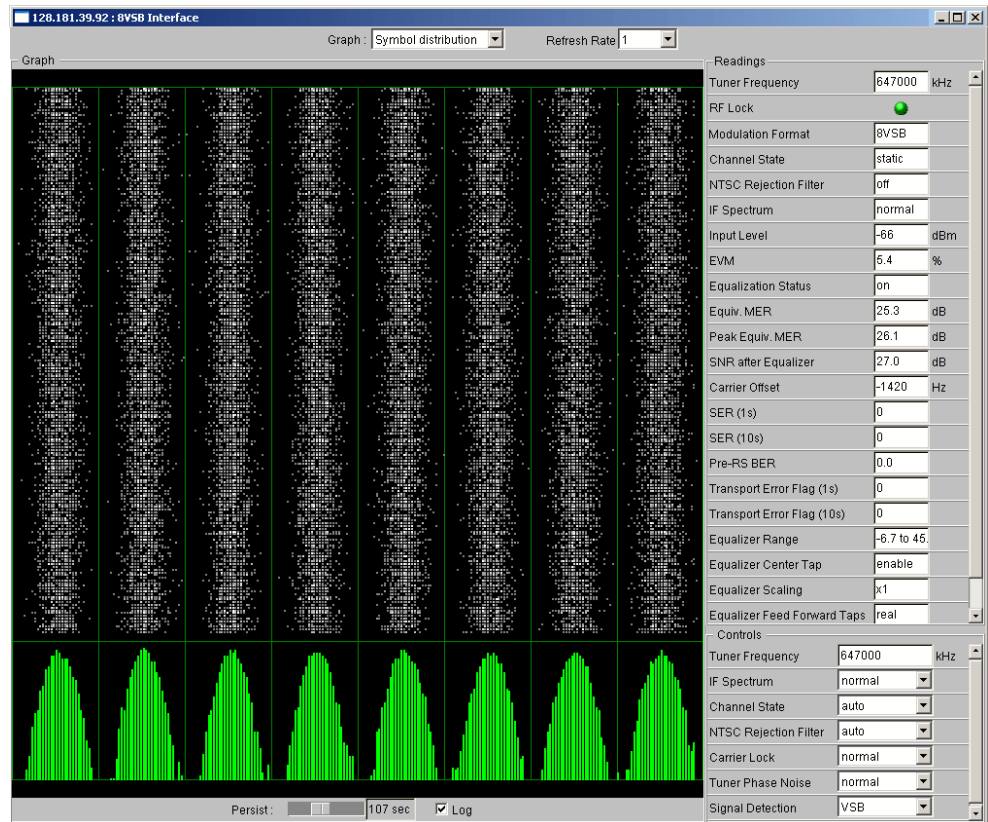 128.181.39.92 : 8VSB Interface
Graph : Symbol distribution Refresh Rate 1
Graph
Readings
Tuner Frequency 647000 kHz
RF Lock
Modulation Format 8VSB
Channel State static
NTSC Rejection Filter off
IF Spectrum normal
Input Level -66 dBm
EVM 5.4 %
Equalization Status on
Equiv. MER 25.3 dB
Peak Equiv. MER 26.1 dB
SNR after Equalizer 27.0 dB
Carrier Offset -1420 Hz
SER (1s) 0
SER (10s) 0
Pre-RS BER 0.0
Transport Error Flag (1s) 0
Transport Error Flag (10s) 0
Equalizer Range -6.7 to 45.
Equalizer Center Tap enable
Equalizer Scaling x1
Equalizer Feed Forward Taps real
Controls
Tuner Frequency 647000 kHz
IF Spectrum normal
Channel State auto
NTSC Rejection Filter auto
Carrier Lock normal
Tuner Phase Noise normal
Signal Detection VSB
Persist : 107 sec Log